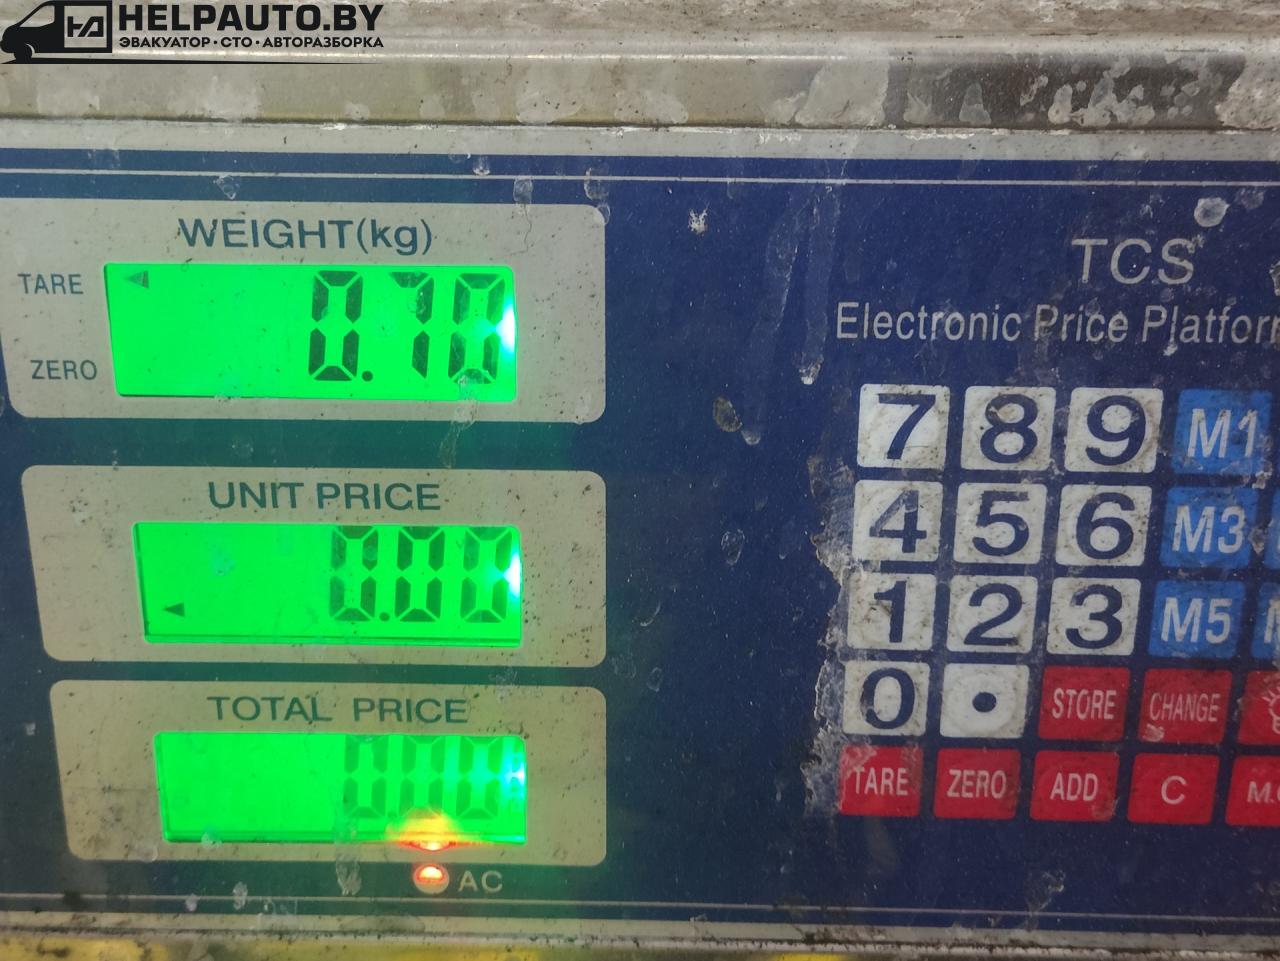 HELPAUTO.BY
ЭВАКУАТОР · СТО · АВТОРАЗБОРКА
WEIGHT(kg)
TARE
0.70
ZERO
UNIT PRICE
0.00
TOTAL PRICE
0.00
AC
TCS
Electronic Price Platfor
7 8 9 M1
4 5 6 M3
1 2 3 M5
0 . STORE CHANGE
TARE ZERO ADD C